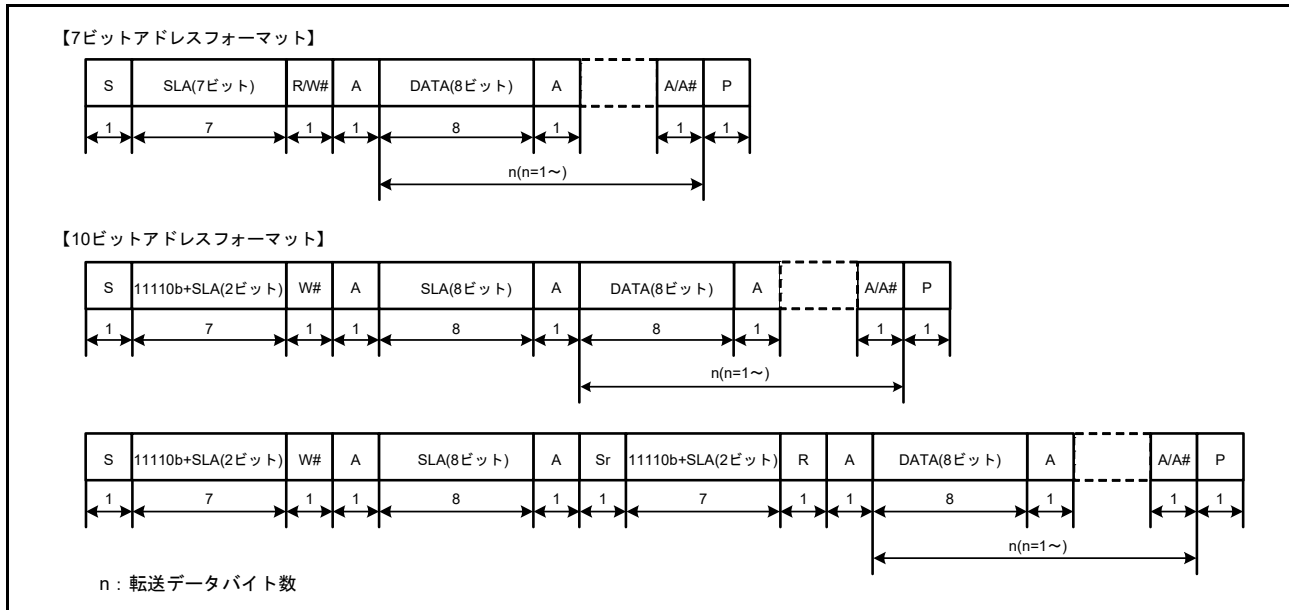 【7ビットアドレスフォーマット】
S SLA(7ビット) R/W# A DATA(8ビット) A A/A# P
1 7 1 1 8 1 1 1
n(n=1～)
【10ビットアドレスフォーマット】
S 11110b+SLA(2ビット) W# A SLA(8ビット) A DATA(8ビット) A A/A# P
1 7 1 1 8 1 8 1 1 1
n(n=1～)
S 11110b+SLA(2ビット) W# A SLA(8ビット) A Sr 11110b+SLA(2ビット) R A DATA(8ビット) A A/A# P
1 7 1 1 8 1 1 7 1 1 8 1 1 1
n(n=1～)
n : 転送データバイト数